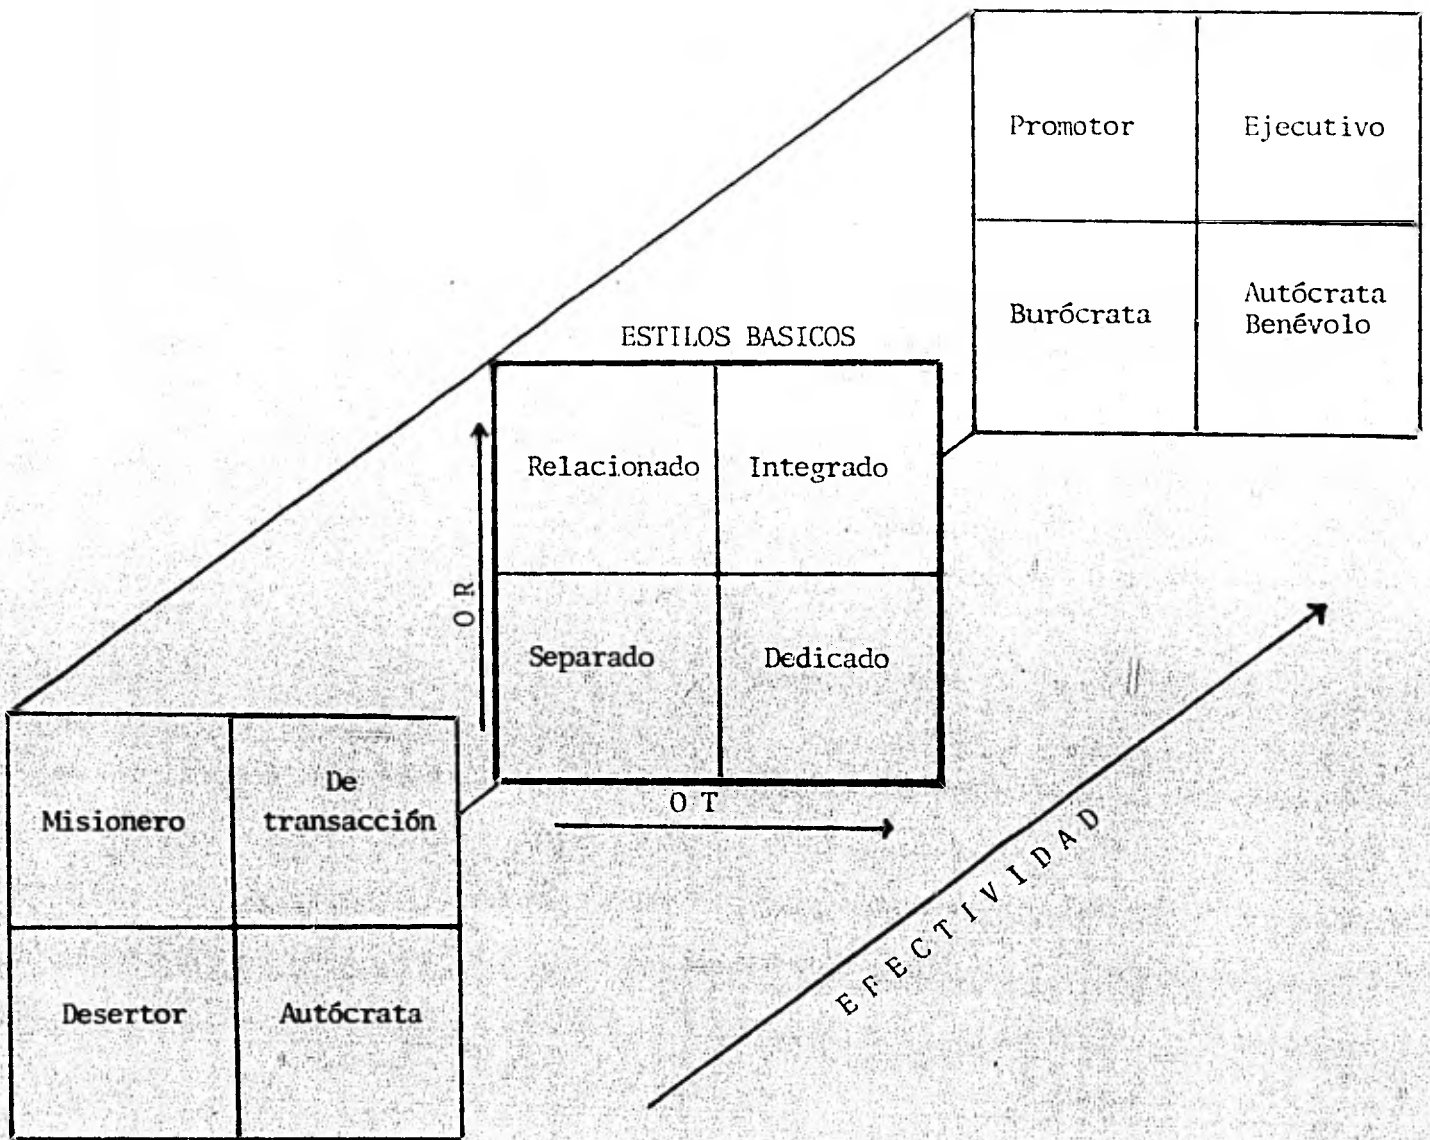 Promotor
Ejecutivo
Burócrata
Autócrata
Benévolo
ESTILOS BASICOS
Relacionado
Integrado
O R
Separado
Dedicado
O T
De
transacción
Misionero
Desertor
Autócrata
EFECTIVIDAD